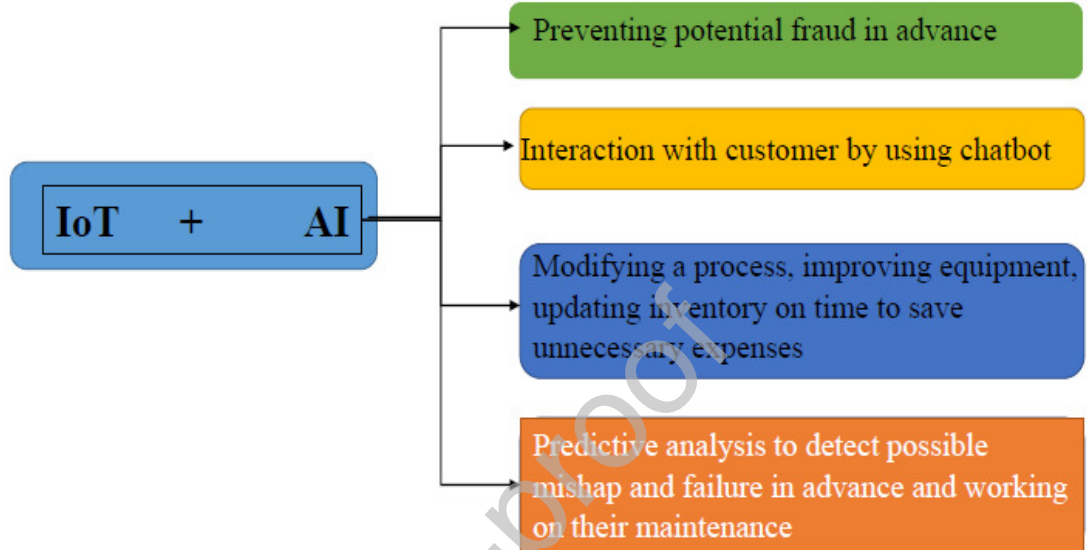 Preventing potential fraud in advance
Interaction with customer by using chatbot
IoT + AI
Modifying a process, improving equipment,
updating inventory on time to save
unnecessary expenses
Predictive analysis to detect possible
mishap and failure in advance and working
on their maintenance
proof